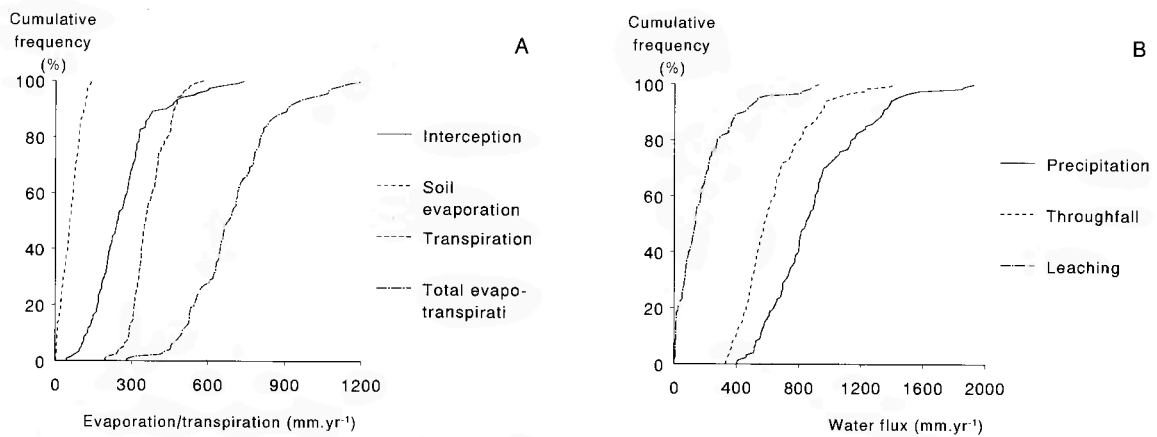 Cumulative
frequency
(%)
A
100
80
60
40
20
0
0 300 600 900 1200
Evaporation/transpiration (mm.yr-1)
Interception
Soil
evaporation
Transpiration
Total evapo-
transpirati
Cumulative
frequency
(%)
B
100
80
60
40
20
0
0 400 800 1200 1600 2000
Water flux (mm.yr-1)
Precipitation
Throughfall
Leaching